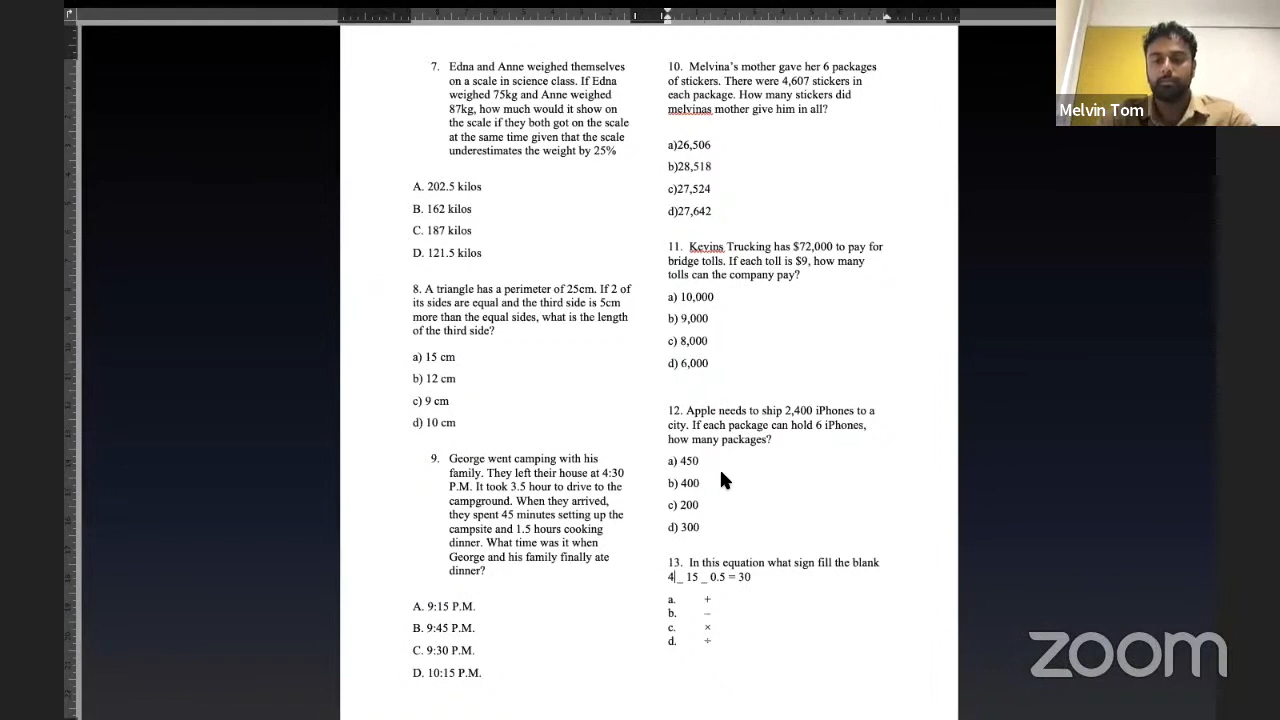 7. Edna and Anne weighed themselves
on a scale in science class. If Edna
weighed 75kg and Anne weighed
87kg, how much would it show on
the scale if they both got on the scale
at the same time given that the scale
underestimates the weight by 25%
A. 202.5 kilos
B. 162 kilos
C. 187 kilos
D. 121.5 kilos
8. A triangle has a perimeter of 25cm. If 2 of
its sides are equal and the third side is 5cm
more than the equal sides, what is the length
of the third side?
a) 15 cm
b) 12 cm
c) 9 cm
d) 10 cm
9. George went camping with his
family. They left their house at 4:30
P.M. It took 3.5 hour to drive to the
campground. When they arrived,
they spent 45 minutes setting up the
campsite and 1.5 hours cooking
dinner. What time was it when
George and his family finally ate
dinner?
A. 9:15 P.M.
B. 9:45 P.M.
C. 9:30 P.M.
D. 10:15 P.M.
10. Melvina's mother gave her 6 packages
of stickers. There were 4,607 stickers in
each package. How many stickers did
melvinas mother give him in all?
a)26,506
b)28,518
c)27,524
d)27,642
11. Kevins Trucking has $72,000 to pay for
bridge tolls. If each toll is $9, how many
tolls can the company pay?
a) 10,000
b) 9,000
c) 8,000
d) 6,000
12. Apple needs to ship 2,400 iPhones to a
city. If each package can hold 6 iPhones,
how many packages?
a) 450
b) 400
c) 200
d) 300
13. In this equation what sign fill the blank
4_ 15 _ 0.5 = 30
a. +
b. –
c. ×
d. ÷
Melvin Tom
zoom